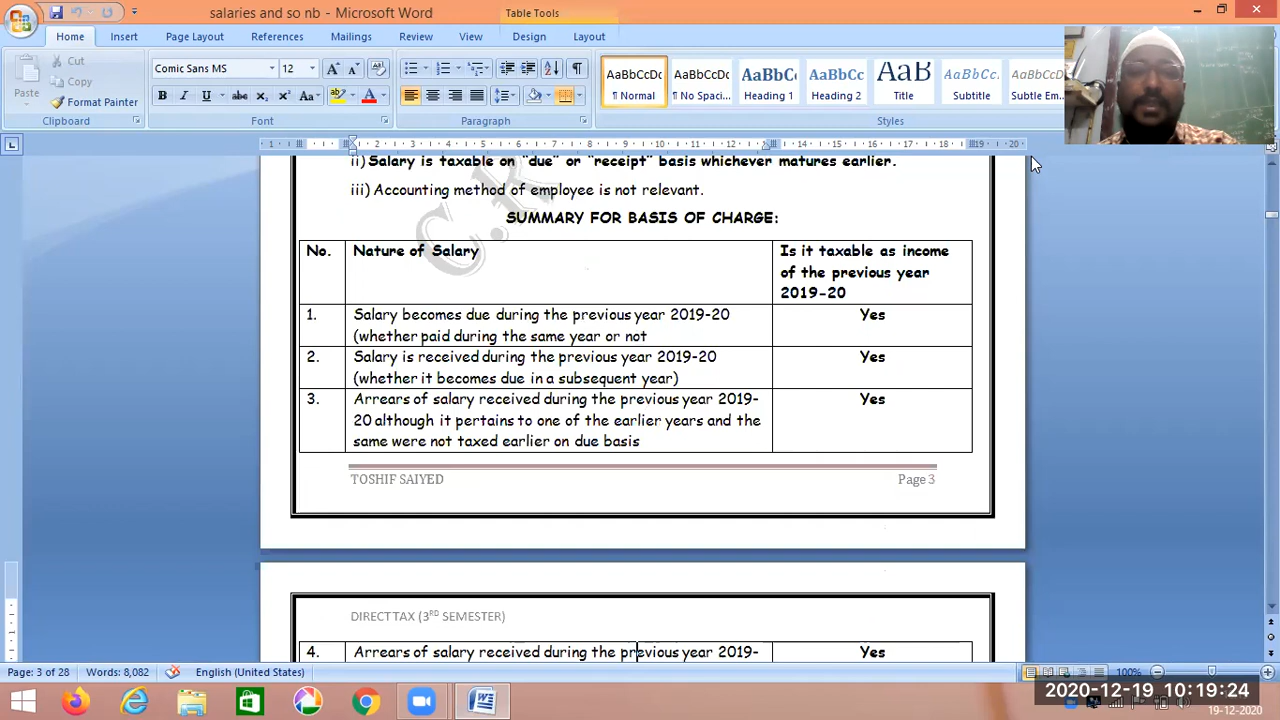 salaries and so nb - Microsoft Word
Table Tools
Home Insert Page Layout References Mailings Review View Design Layout
Paste
Cut
Copy
Format Painter
Clipboard
Comic Sans MS 12
Font
Paragraph
AaBbCcDc AaBbCcDc AaBbC AaBbCc AaB AaBbCcL AaBbCcDc
¶ Normal ¶ No Spaci... Heading 1 Heading 2 Title Subtitle Subtle Em...
Styles
ii) Salary is taxable on “due” or “receipt” basis whichever matures earlier.
iii) Accounting method of employee is not relevant.
SUMMARY FOR BASIS OF CHARGE:
No. Nature of Salary Is it taxable as income
of the previous year
2019-20
1. Salary becomes due during the previous year 2019-20 Yes
(whether paid during the same year or not
2. Salary is received during the previous year 2019-20 Yes
(whether it becomes due in a subsequent year)
3. Arrears of salary received during the previous year 2019- Yes
20 although it pertains to one of the earlier years and the
same were not taxed earlier on due basis
C.K
TOSHIF SAIYED Page 3
DIRECT TAX (3RD SEMESTER)
4. Arrears of salary received during the previous year 2019- Yes
Page: 3 of 28 Words: 8,082 English (United States) 100%
2020-12-19 10:19:24
19-12-2020